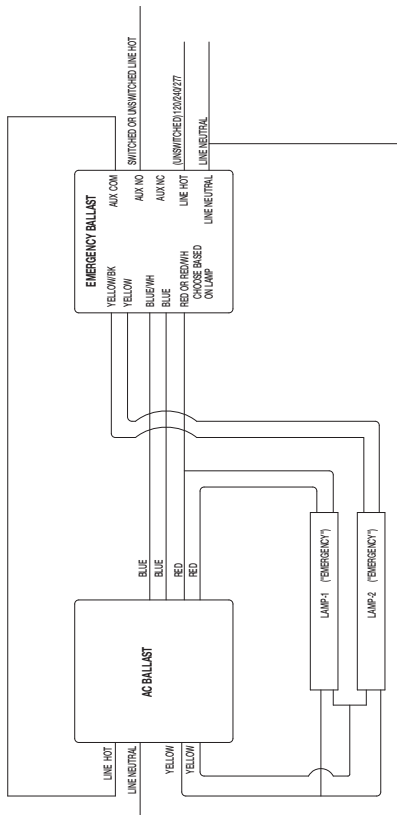 EMERGENCY BALLAST
YELLOW/BK
YELLOW
BLUE/WH
BLUE
RED OR RED/WH
CHOOSE BASED
ON LAMP
AUX COM
AUX NO
AUX NC
LINE HOT
LINE NEUTRAL
SWITCHED OR UNSWITCHED LINE HOT
(UNSWITCHED)120/240/277
LINE NEUTRAL
AC BALLAST
LINE HOT
LINE NEUTRAL
YELLOW
YELLOW
BLUE
BLUE
RED
RED
LAMP-1 ("EMERGENCY")
LAMP-2 ("EMERGENCY")